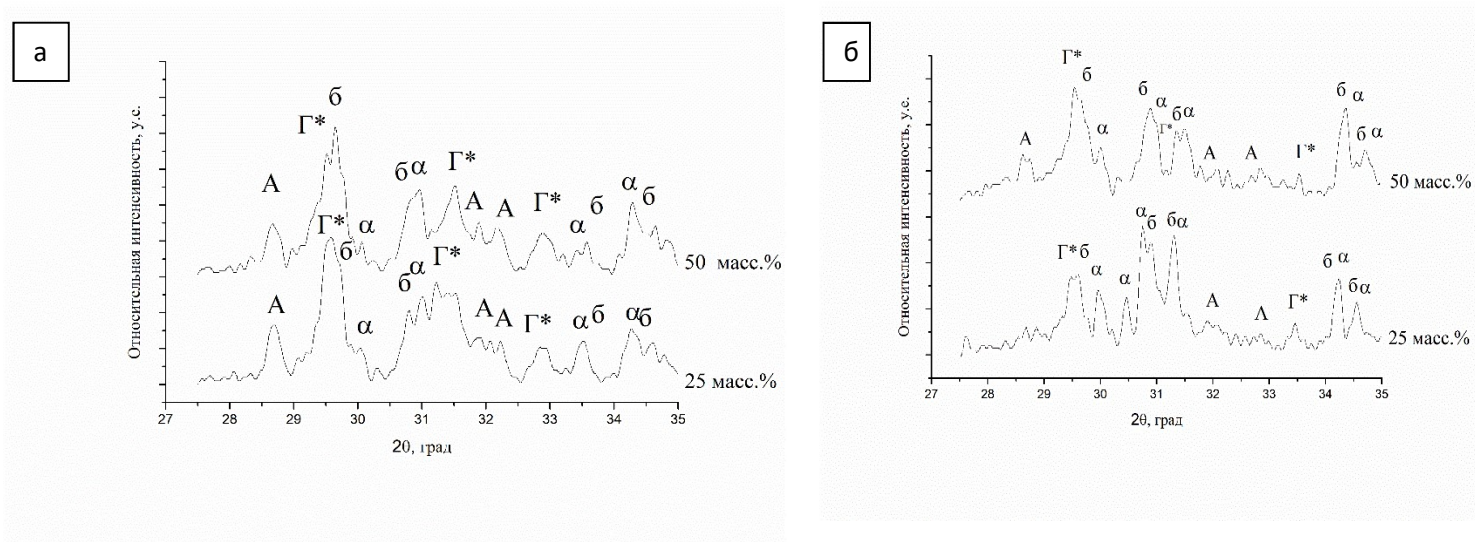 а
Относительная интенсивность, у.е.
б
Г*
А
б α
Г*
А
А
Г*
α б
α б
α
50 масс.%
Г*
б
А
α
б α
Г*
А А
Г*
α б
α б
25 масс.%
27 28 29 30 31 32 33 34 35
2θ, град
б
Относительная интенсивность, у.е.
Г*
б
А
α
б α
Г*
б α
А
А
Г*
б α
б α
50 масс.%
Г* б
α
α
α б
б α
А
Λ
Г*
б α
б α
25 масс.%
27 28 29 30 31 32 33 34 35
2θ, град